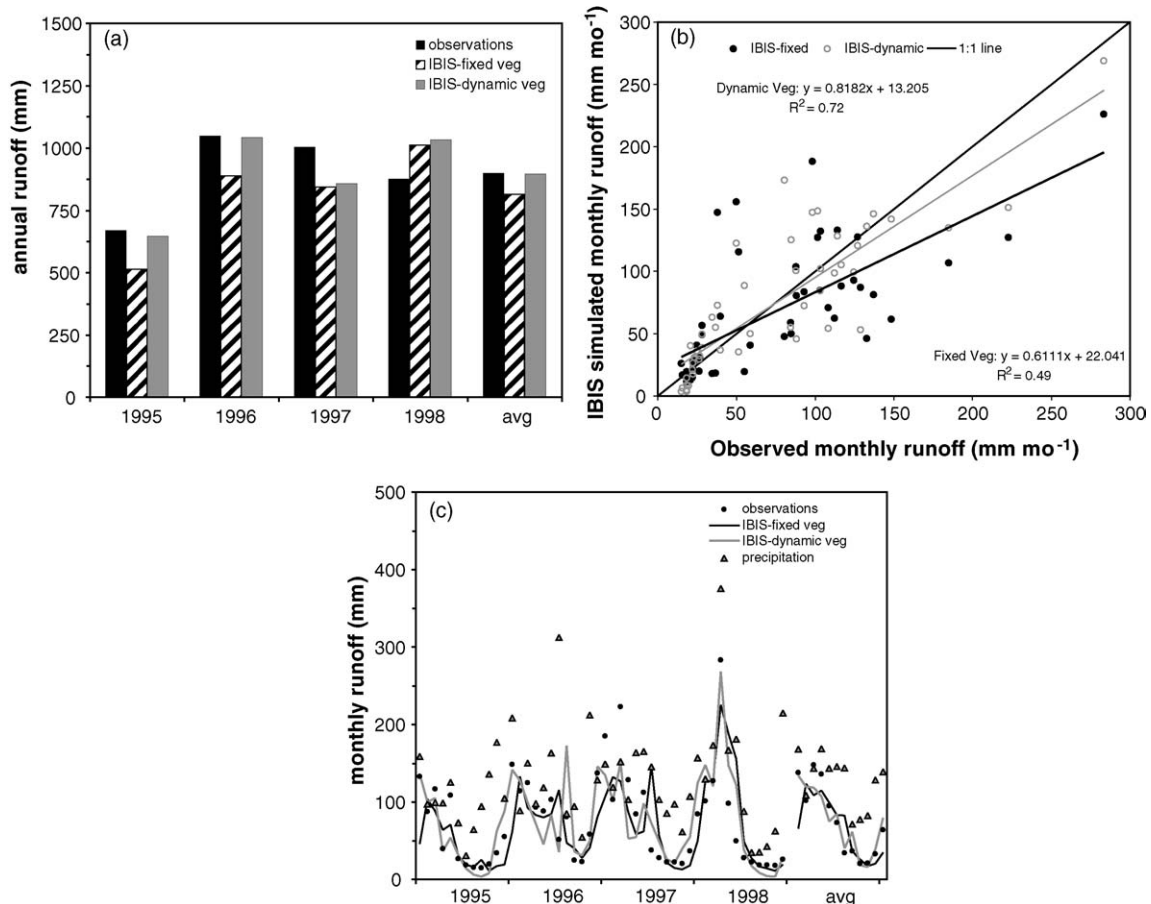 (a)
observations
IBIS-fixed veg
IBIS-dynamic veg
annual runoff (mm)
1500
1250
1000
750
500
250
0
1995 1996 1997 1998 avg
(b)
IBIS-fixed IBIS-dynamic 1:1 line
Dynamic Veg: y = 0.8182x + 13.205
R² = 0.72
Fixed Veg: y = 0.6111x + 22.041
R² = 0.49
IBIS simulated monthly runoff (mm mo⁻¹)
300
250
200
150
100
50
0
0 50 100 150 200 250 300
Observed monthly runoff (mm mo⁻¹)
(c)
observations
IBIS-fixed veg
IBIS-dynamic veg
precipitation
monthly runoff (mm)
500
400
300
200
100
0
1995 1996 1997 1998 avg